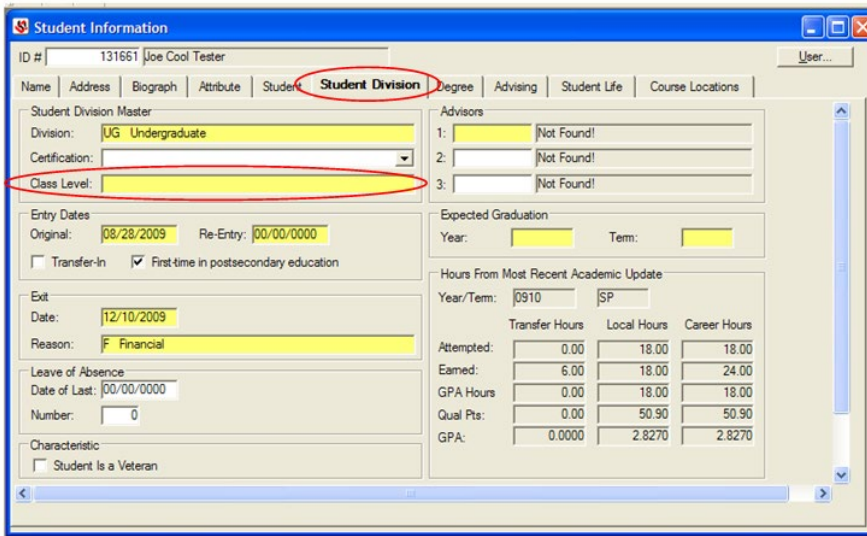 Student Information
ID # 131661 Joe Cool Tester User...
Name Address Biograph Attribute Student Student Division Degree Advising Student Life Course Locations
Student Division Master
Division: UG Undergraduate
Certification:
Class Level:
Entry Dates
Original: 08/28/2009 Re-Entry: 00/00/0000
Transfer-In First-time in postsecondary education
Exit
Date: 12/10/2009
Reason: F Financial
Leave of Absence
Date of Last: 00/00/0000
Number: 0
Characteristic
Student Is a Veteran
Advisors
1: Not Found!
2: Not Found!
3: Not Found!
Expected Graduation
Year: Term:
Hours From Most Recent Academic Update
Year/Term: 0910 SP
Transfer Hours Local Hours Career Hours
Attempted: 0.00 18.00 18.00
Earned: 6.00 18.00 24.00
GPA Hours 0.00 18.00 18.00
Qual Pts: 0.00 50.90 50.90
GPA: 0.0000 2.8270 2.8270